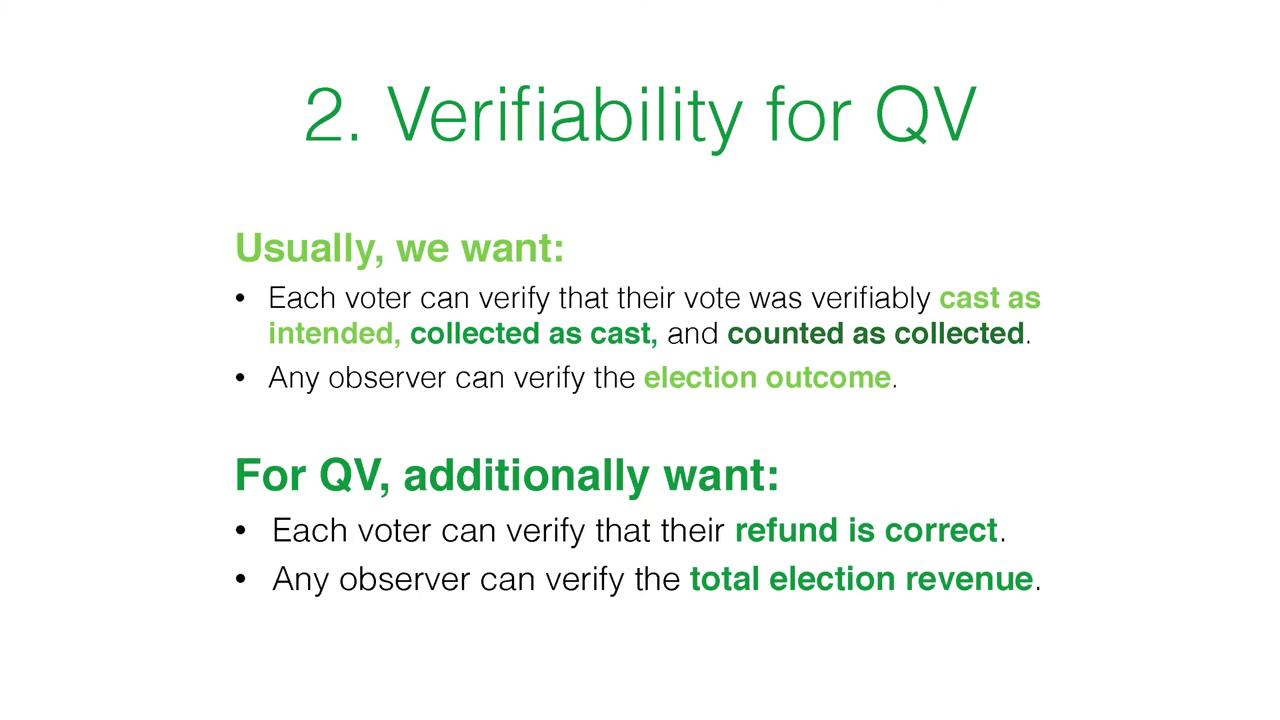 2. Verifiability for QV
Usually, we want:
• Each voter can verify that their vote was verifiably cast as
intended, collected as cast, and counted as collected.
• Any observer can verify the election outcome.
For QV, additionally want:
• Each voter can verify that their refund is correct.
• Any observer can verify the total election revenue.